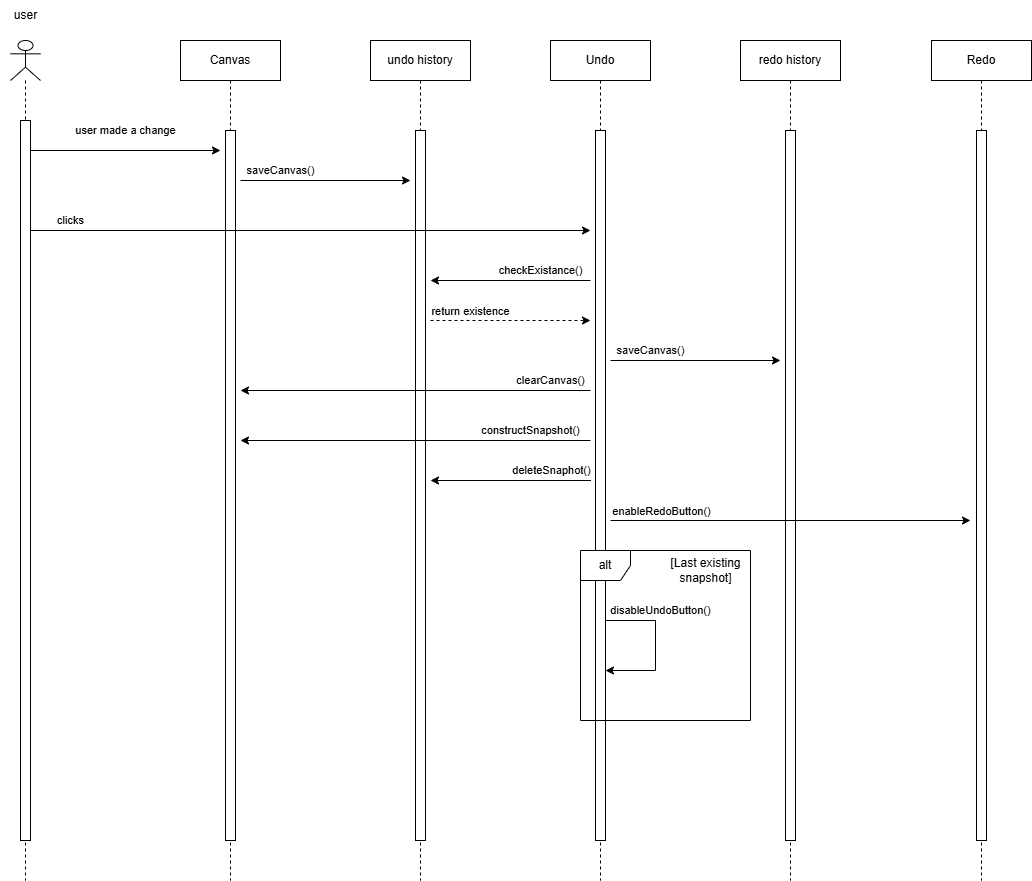 user
Canvas
undo history
Undo
redo history
Redo
user made a change
saveCanvas()
clicks
checkExistance()
return existence
saveCanvas()
clearCanvas()
constructSnapshot()
deleteSnaphot()
enableRedoButton()
alt
[Last existing
snapshot]
disableUndoButton()